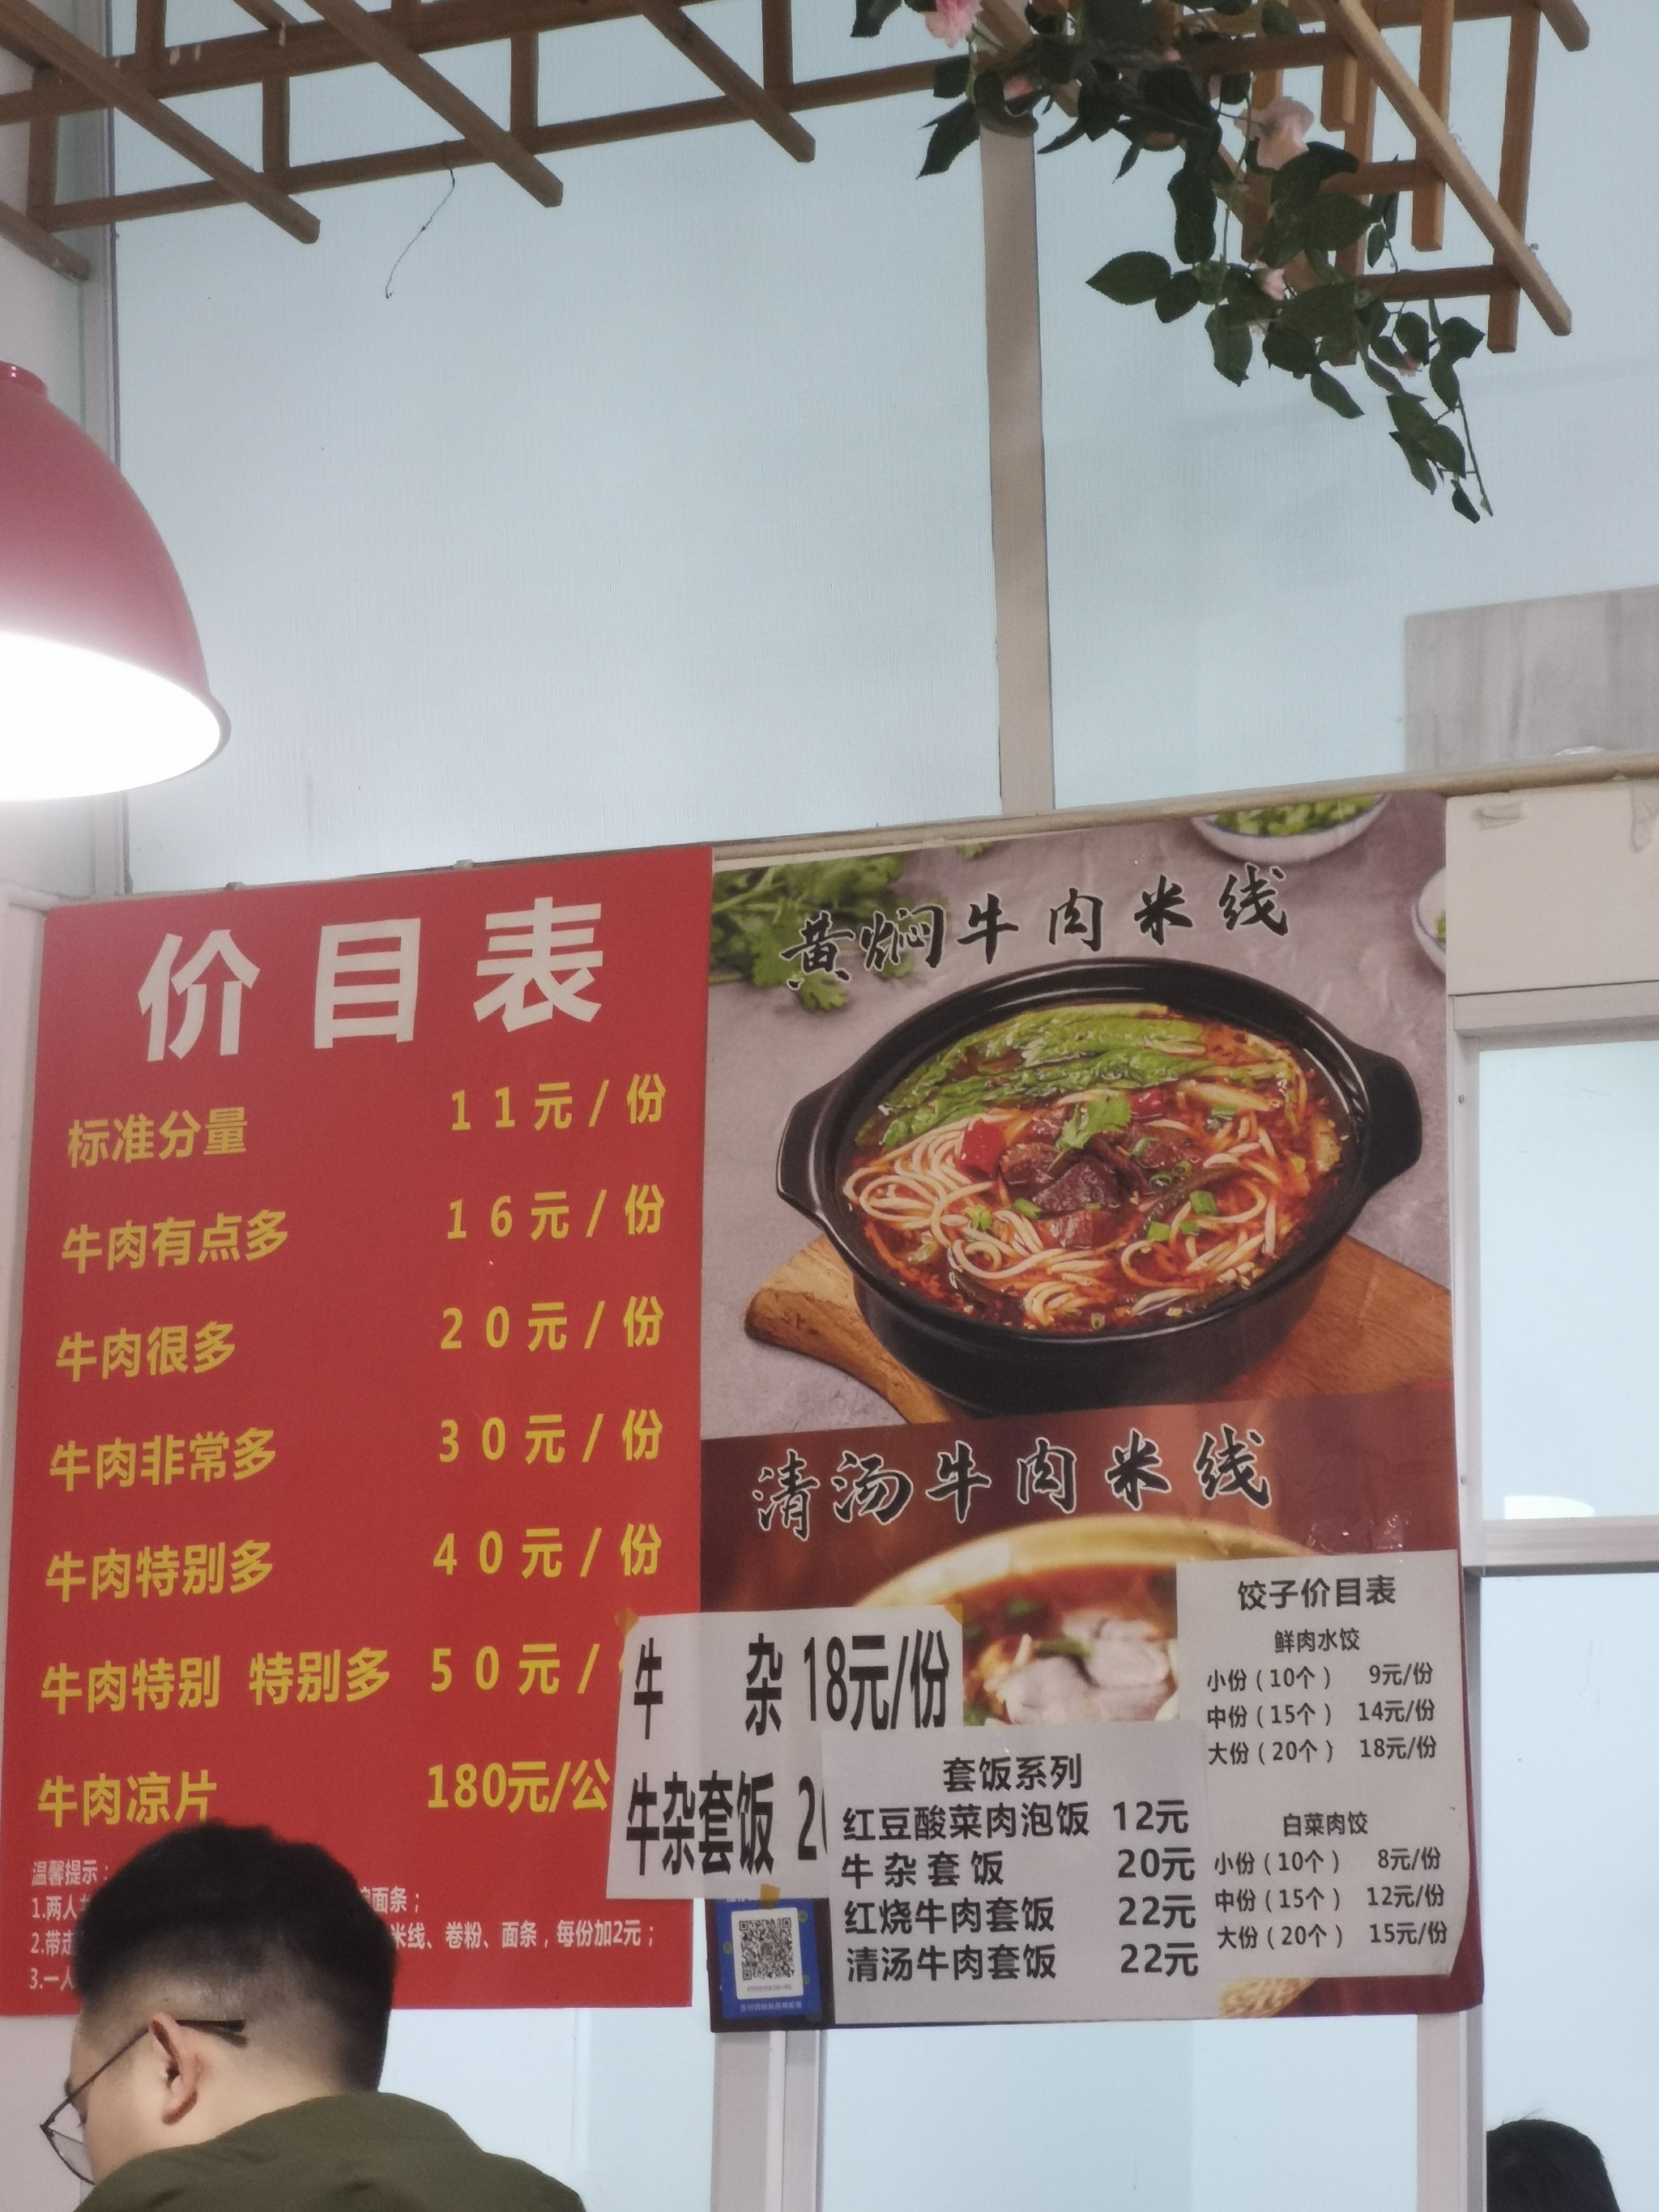 价目表
标准分量 11元/份
牛肉有点多 16元/份
牛肉很多 20元/份
牛肉非常多 30元/份
牛肉特别多 40元/份
牛肉特别 特别多 50元/
牛肉凉片 180元/公
温馨提示：
1.两人 面条；
2.带走 米线、卷粉、面条，每份加2元；
3.一人
黄焖牛肉米线
清汤牛肉米线
牛 杂 18元/份
牛杂套饭 2
套饭系列
红豆酸菜肉泡饭 12元
牛杂套饭 20元
红烧牛肉套饭 22元
清汤牛肉套饭 22元
饺子价目表
鲜肉水饺
小份（10个） 9元/份
中份（15个） 14元/份
大份（20个） 18元/份
白菜肉饺
小份（10个） 8元/份
中份（15个） 12元/份
大份（20个） 15元/份